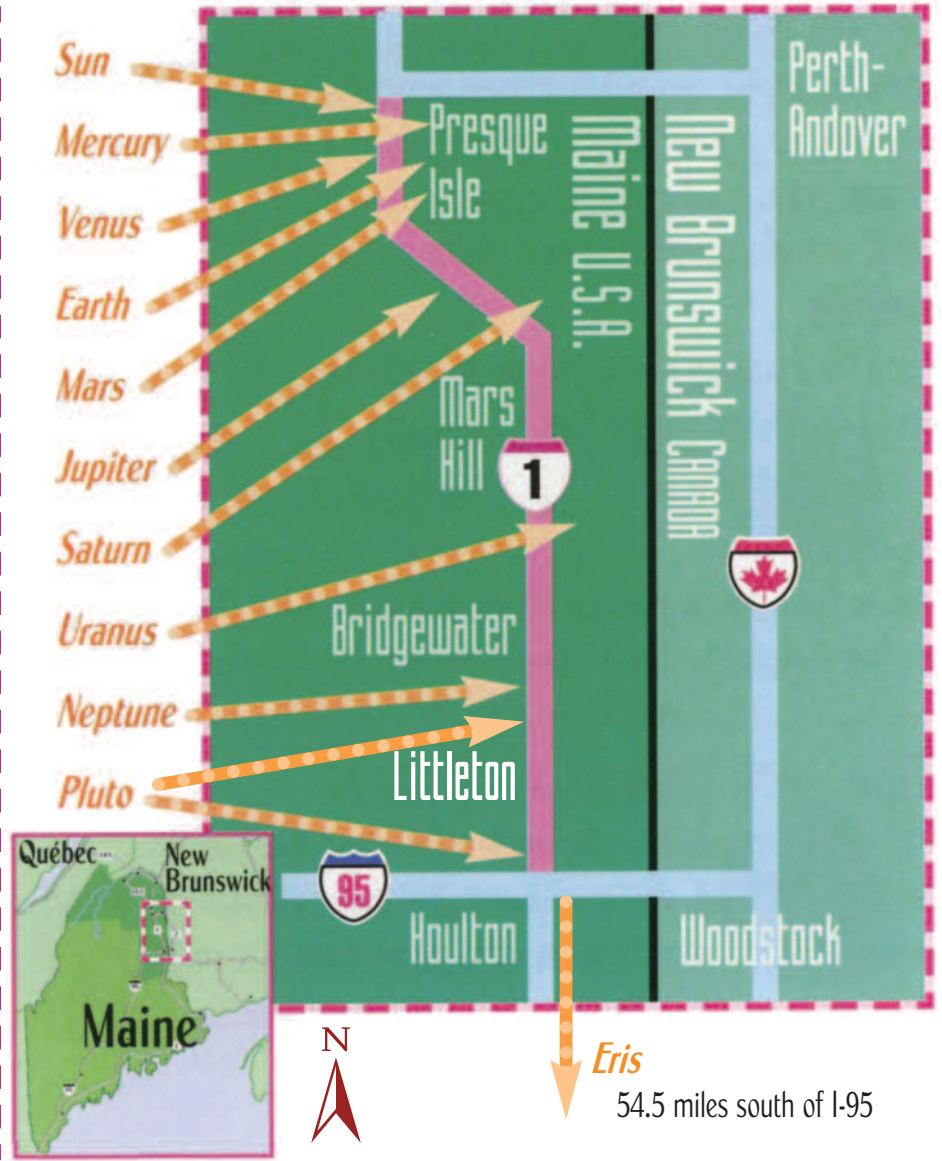 Sun
Mercury
Venus
Earth
Mars
Jupiter
Saturn
Uranus
Neptune
Pluto
Presque
Isle
Maine U.S.A.
New Brunswick CANADA
Perth-
Andover
Mars
Hill
1
Bridgewater
Littleton
95
Houlton
Woodstock
Québec
New
Brunswick
Maine
N
Eris
54.5 miles south of I-95